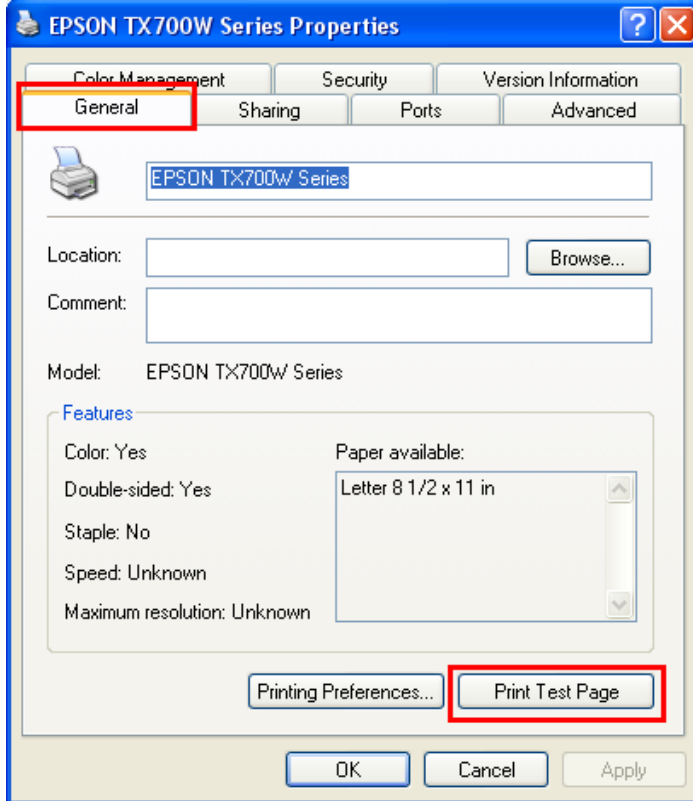 EPSON TX700W Series Properties
Color Management Security Version Information
General Sharing Ports Advanced
EPSON TX700W Series
Location: Browse...
Comment:
Model: EPSON TX700W Series
Features
Color: Yes Paper available:
Double-sided: Yes Letter 8 1/2 x 11 in
Staple: No
Speed: Unknown
Maximum resolution: Unknown
Printing Preferences... Print Test Page
OK Cancel Apply